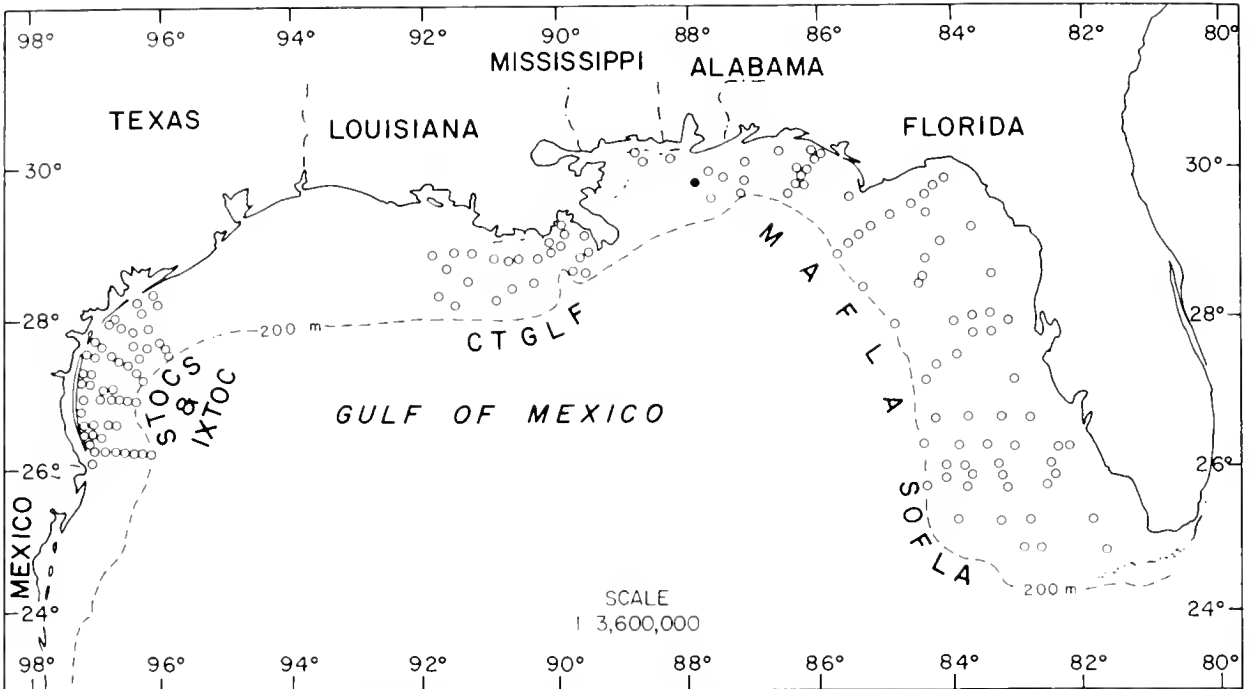 98° 96° 94° 92° 90° 88° 86° 84° 82° 80°
MISSISSIPPI ALABAMA
TEXAS LOUISIANA FLORIDA
30° 30°
MAFLA
28° 28°
200 m
CTGLF
STOCS
&
IXTOC
GULF OF MEXICO
26° 26°
SOFLA
MEXICO
200 m
SCALE
1 3,600,000
24° 24°
98° 96° 94° 92° 90° 88° 86° 84° 82° 80°